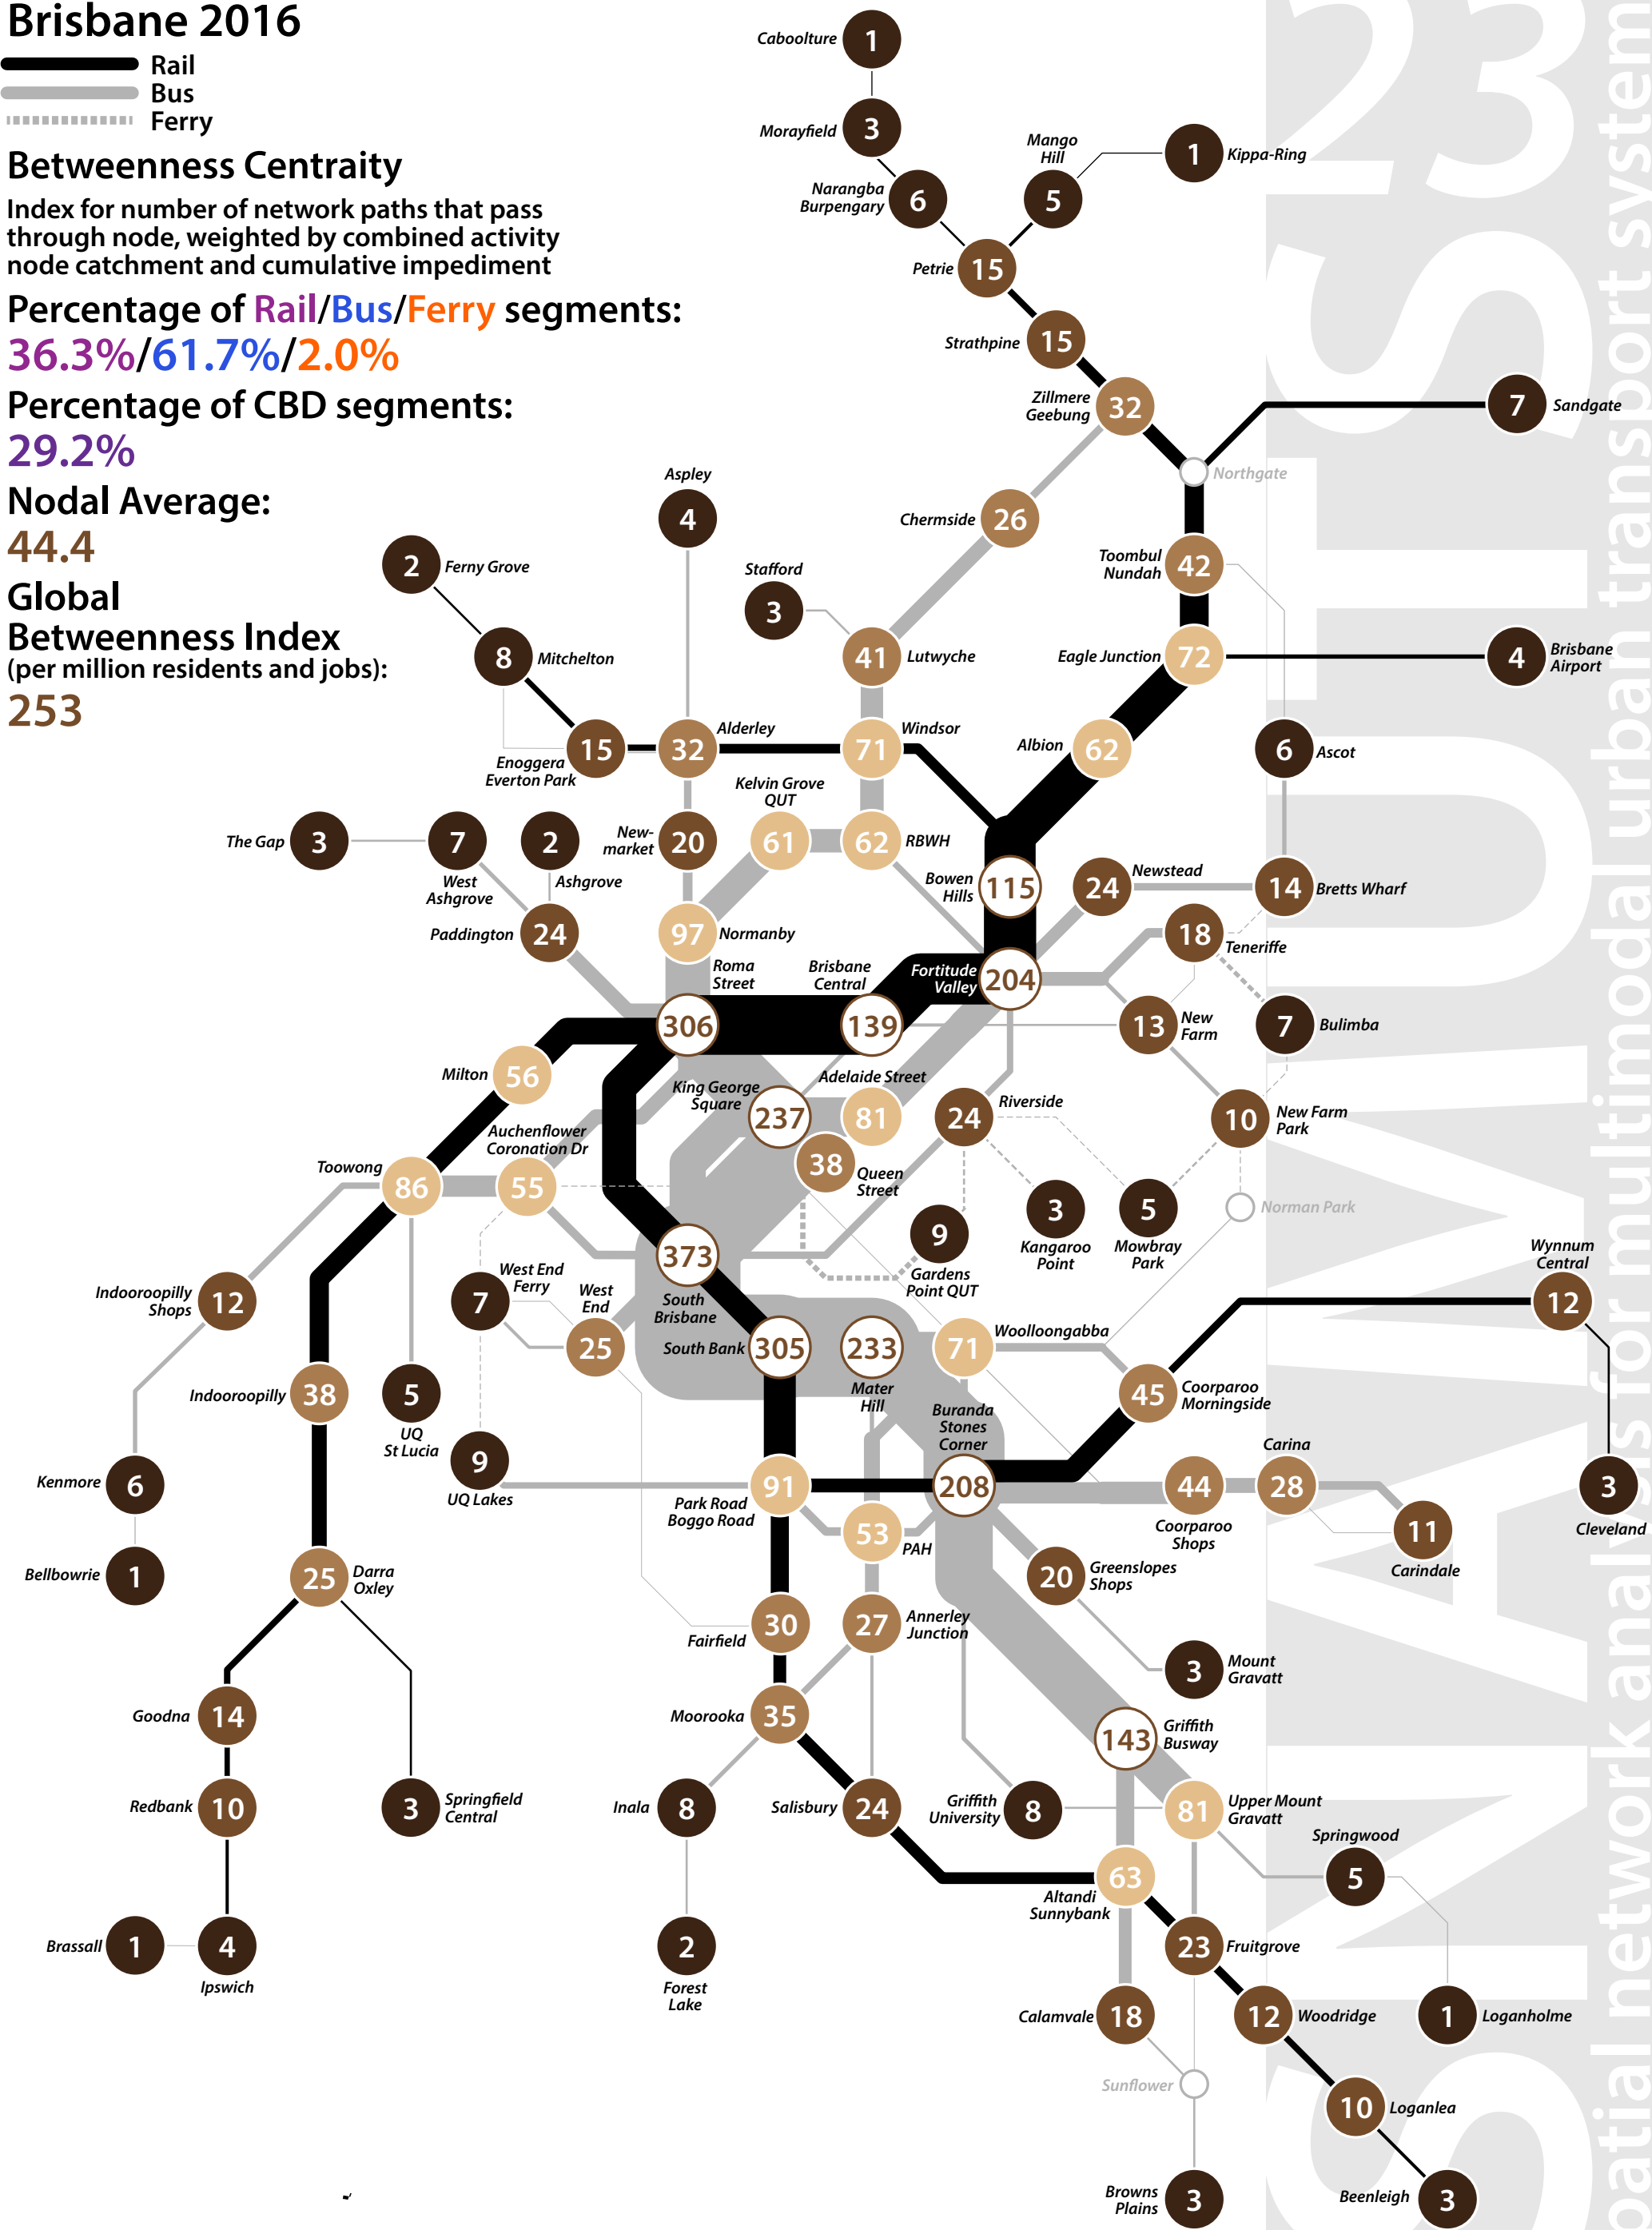 Brisbane 2016
Rail
Bus
Ferry
Betweenness Centraity
Index for number of network paths that pass
through node, weighted by combined activity
node catchment and cumulative impediment
Percentage of Rail/Bus/Ferry segments:
36.3%/61.7%/2.0%
Percentage of CBD segments:
29.2%
Nodal Average:
44.4
Global
Betweenness Index
(per million residents and jobs):
253
Caboolture
1
Morayfield
3
Mango
Hill
5
1
Kippa-Ring
Narangba
Burpengary
6
Petrie
15
Strathpine
15
Zillmere
Geebung
32
7
Sandgate
Northgate
Aspley
4
Chermside
26
2
Ferny Grove
Toombul
Nundah
42
Stafford
3
8
Mitchelton
41
Lutwyche
Eagle Junction
72
4
Brisbane
Airport
Enoggera
Everton Park
15
32
Alderley
71
Windsor
Albion
62
6
Ascot
Kelvin Grove
QUT
61
The Gap
3
7
West
Ashgrove
2
Ashgrove
New-
market
20
62
RBWH
Bowen
Hills
115
24
Newstead
14
Bretts Wharf
Paddington
24
97
Normanby
18
Teneriffe
Roma
Street
306
Brisbane
Central
139
Fortitude
Valley
204
13
New
Farm
7
Bulimba
Milton
56
King George
Square
237
Adelaide Street
81
24
Riverside
10
New Farm
Park
Auchenflower
Coronation Dr
55
Toowong
86
38
Queen
Street
9
Gardens
Point QUT
3
Kangaroo
Point
5
Mowbray
Park
Norman Park
373
South
Brisbane
Wynnum
Central
12
Indooroopilly
Shops
12
7
West End
Ferry
West
End
25
South Bank
305
233
Mater
Hill
71
Woolloongabba
Indooroopilly
38
5
UQ
St Lucia
45
Coorparoo
Morningside
Buranda
Stones
Corner
208
Kenmore
6
9
UQ Lakes
91
Park Road
Boggo Road
44
Coorparoo
Shops
Carina
28
3
Cleveland
53
PAH
11
Carindale
Bellbowrie
1
25
Darra
Oxley
20
Greenslopes
Shops
30
Fairfield
27
Annerley
Junction
3
Mount
Gravatt
Goodna
14
Moorooka
35
143
Griffith
Busway
Redbank
10
3
Springfield
Central
Inala
8
Salisbury
24
Griffith
University
8
81
Upper Mount
Gravatt
Springwood
5
Altandi
Sunnybank
63
Brassall
1
4
Ipswich
2
Forest
Lake
23
Fruitgrove
Calamvale
18
12
Woodridge
1
Loganholme
Sunflower
10
Loganlea
Browns
Plains
3
Beenleigh
3